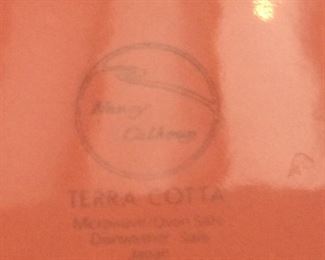 Nancy
Calhoun
TERRA COTTA
Microwave Oven Safe
Dishwasher Safe
Japan